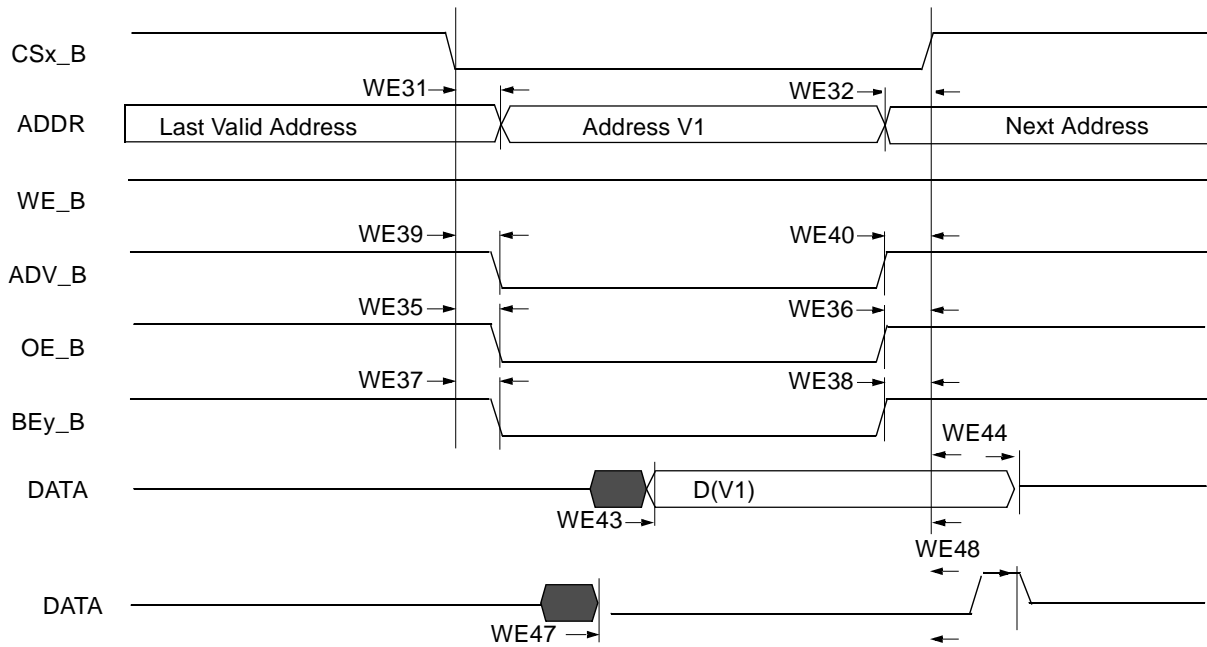 CSx_B
WE31
WE32
ADDR
Last Valid Address
Address V1
Next Address
WE_B
WE39
WE40
ADV_B
WE35
WE36
OE_B
WE37
WE38
BEy_B
WE44
DATA
D(V1)
WE43
WE48
DATA
WE47